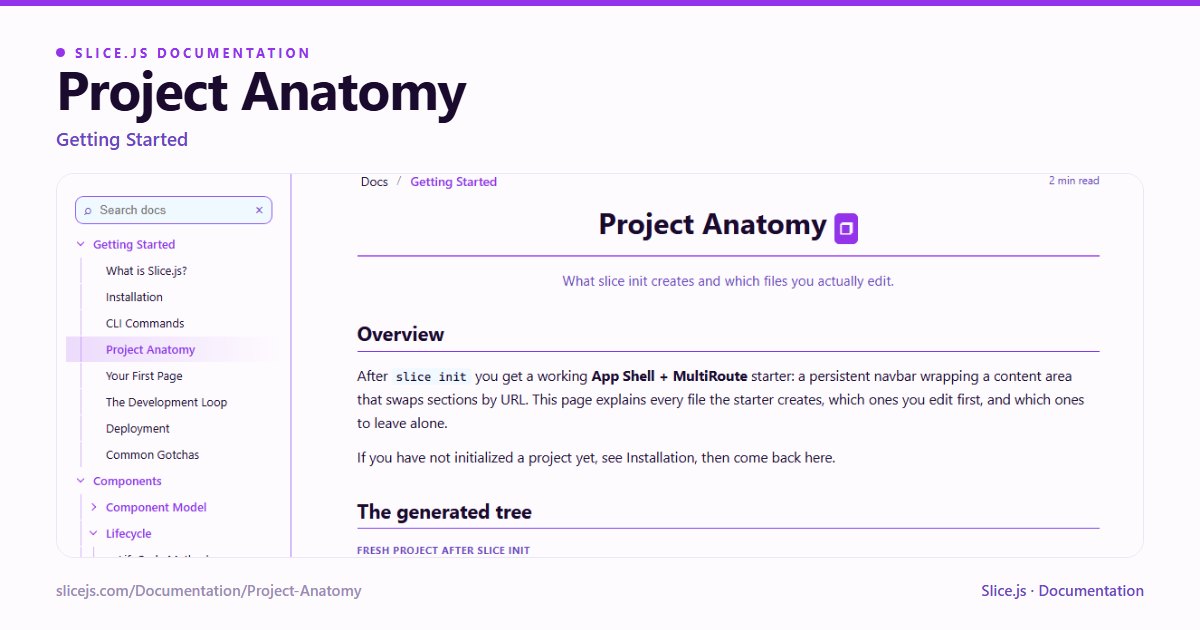 SLICE.JS DOCUMENTATION
Project Anatomy
Getting Started
Search docs
Getting Started
What is Slice.js?
Installation
CLI Commands
Project Anatomy
Your First Page
The Development Loop
Deployment
Common Gotchas
Components
Component Model
Lifecycle
Docs / Getting Started
2 min read
Project Anatomy
What slice init creates and which files you actually edit.
Overview
After slice init you get a working App Shell + MultiRoute starter: a persistent navbar wrapping a content area
that swaps sections by URL. This page explains every file the starter creates, which ones you edit first, and which ones
to leave alone.
If you have not initialized a project yet, see Installation, then come back here.
The generated tree
FRESH PROJECT AFTER SLICE INIT
slicejs.com/Documentation/Project-Anatomy
Slice.js · Documentation